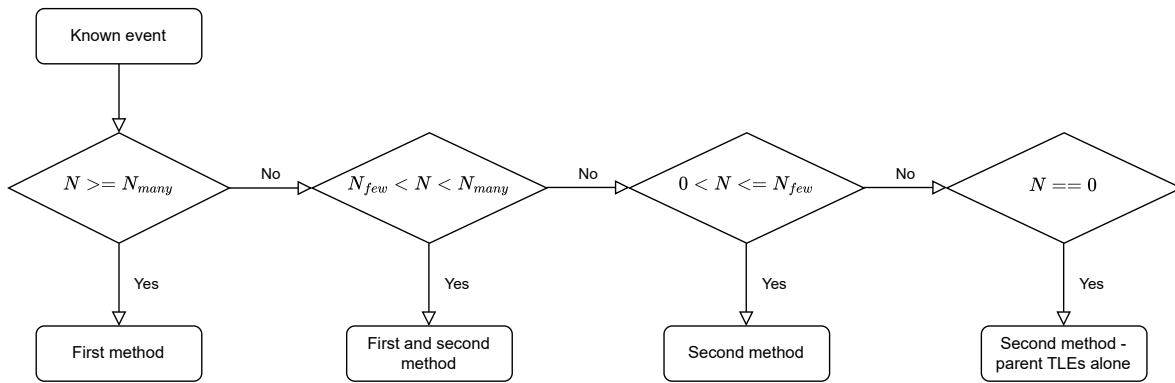 Known event
N >= N_many
No
N_few < N < N_many
No
0 < N <= N_few
No
N == 0
Yes
Yes
Yes
Yes
First method
First and second
method
Second method
Second method -
parent TLEs alone